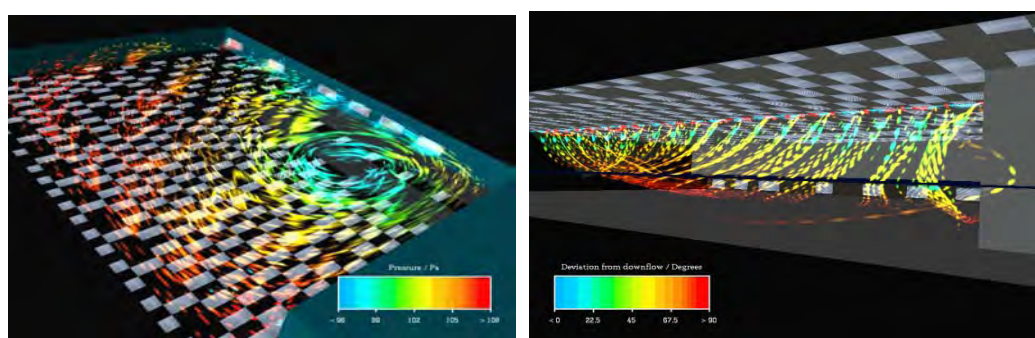 Pressure / Pa
< 96 99 102 105 > 108
Deviation from downflow / Degrees
< 0 22.5 45 67.5 > 90